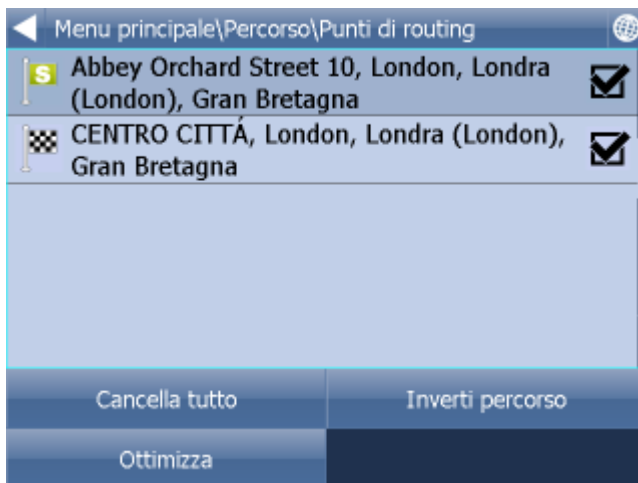 Menu principale\Percorso\Punti di routing
S
Abbey Orchard Street 10, London, Londra
(London), Gran Bretagna
CENTRO CITTÁ, London, Londra (London),
Gran Bretagna
Cancella tutto
Inverti percorso
Ottimizza